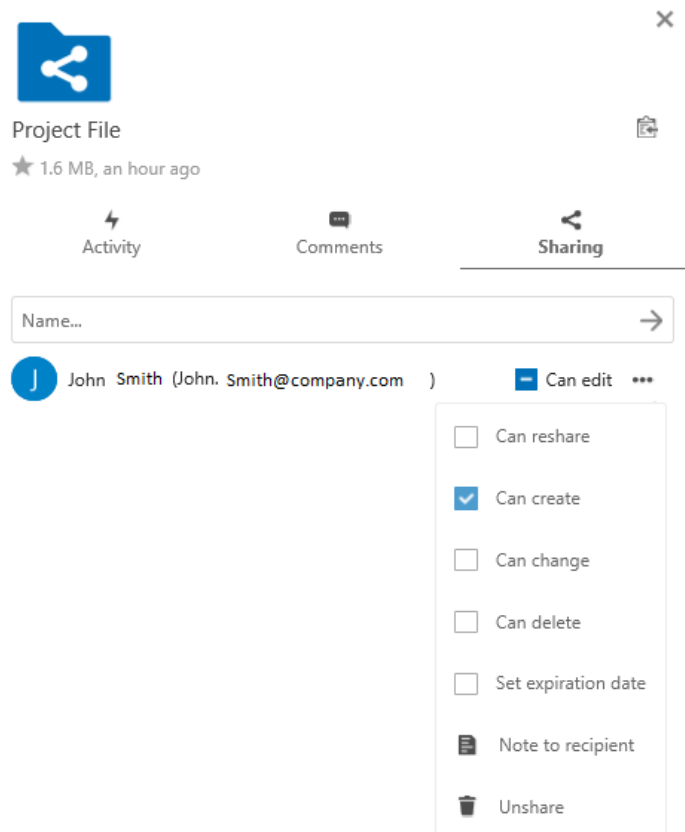 Project File
1.6 MB, an hour ago
Activity Comments Sharing
Name...
J John Smith (John. Smith@company.com ) Can edit
Can reshare
Can create
Can change
Can delete
Set expiration date
Note to recipient
Unshare